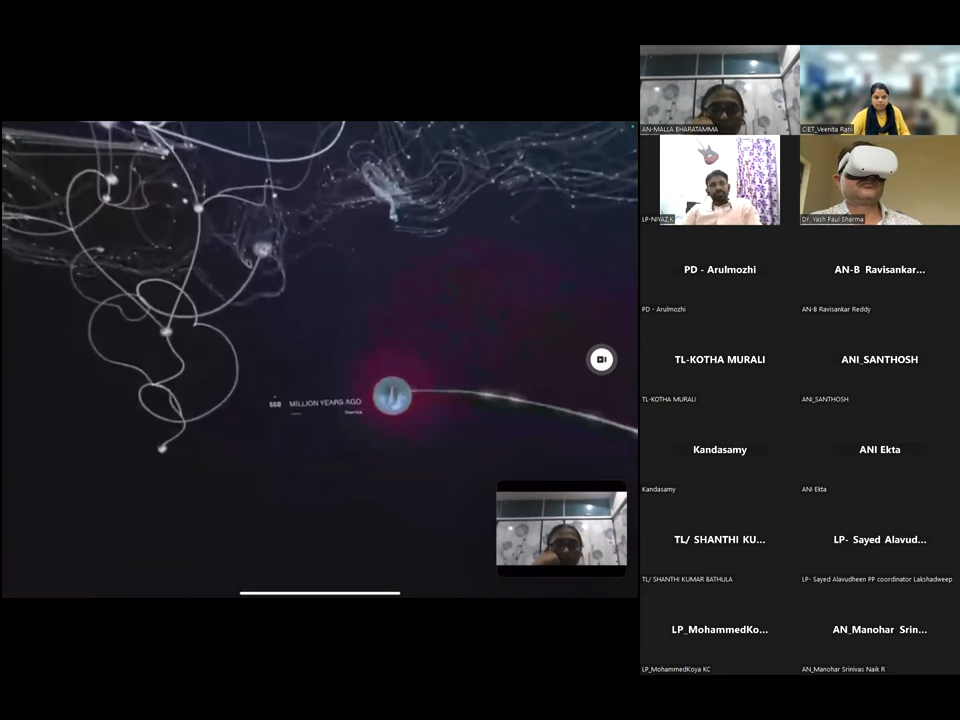 560 MILLION YEARS AGO
AN-MALLA BHARATAMMA
CIET_Veenita Rani
LP-NIYAZ.K
Dr. Yash Paul Sharma
PD - Arulmozhi
AN-B Ravisankar...
PD - Arulmozhi
AN-B Ravisankar Reddy
TL-KOTHA MURALI
ANI_SANTHOSH
TL-KOTHA MURALI
ANI_SANTHOSH
Kandasamy
ANI Ekta
Kandasamy
ANI Ekta
TL/ SHANTHI KU...
LP- Sayed Alavud...
TL/ SHANTHI KUMAR BATHULA
LP- Sayed Alavudheen PP coordinator Lakshadweep
LP_MohammedKo...
AN_Manohar Srin...
LP_MohammedKoya KC
AN_Manohar Srinivas Naik R